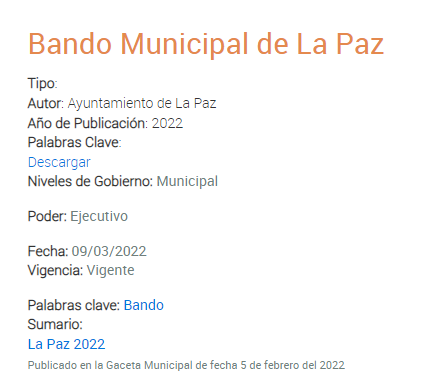 Bando Municipal de La Paz
Tipo:
Autor: Ayuntamiento de La Paz
Año de Publicación: 2022
Palabras Clave:
Descargar
Niveles de Gobierno: Municipal
Poder: Ejecutivo
Fecha: 09/03/2022
Vigencia: Vigente
Palabras clave: Bando
Sumario:
La Paz 2022
Publicado en la Gaceta Municipal de fecha 5 de febrero del 2022